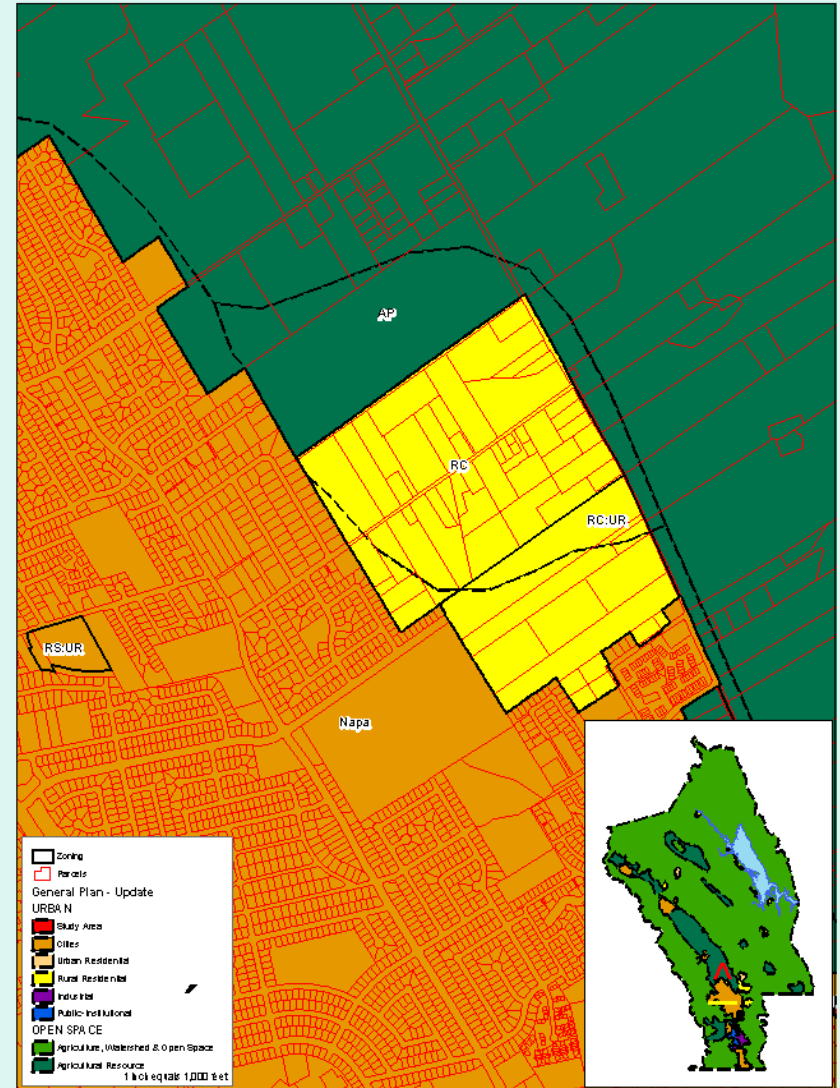 AP
RC
RC:UR
RS:UR
Napa
Zoning
Parcels
General Plan - Update
URBAN
Study Area
Cities
Urban Residential
Rural Residential
Industrial
Public-Institutional
OPEN SPACE
Agriculture, Watershed & Open Space
Agricultural Resource
1 inch equals 1,000 feet